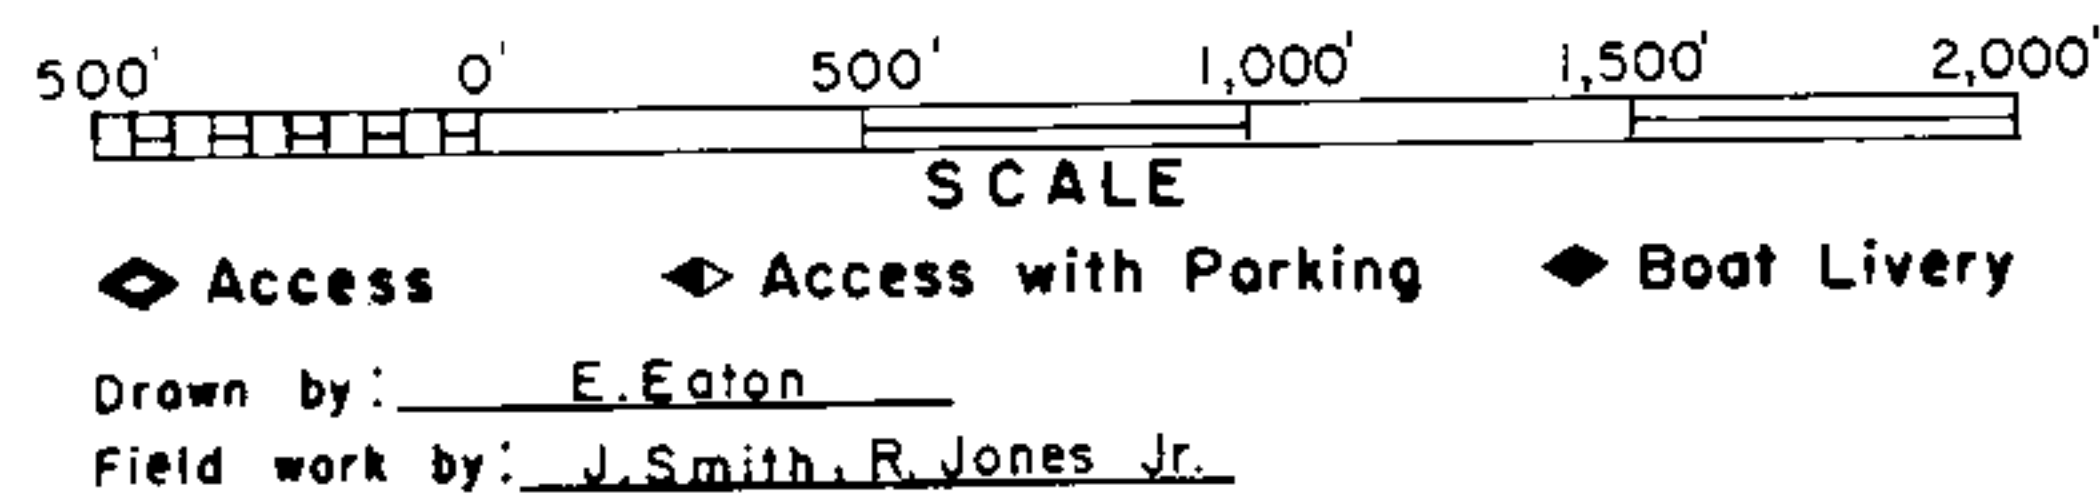 500' 0' 500' 1,000' 1,500' 2,000'
SCALE
Access Access with Parking Boat Livery
Drawn by: E. Eaton
Field work by: J. Smith, R. Jones Jr.